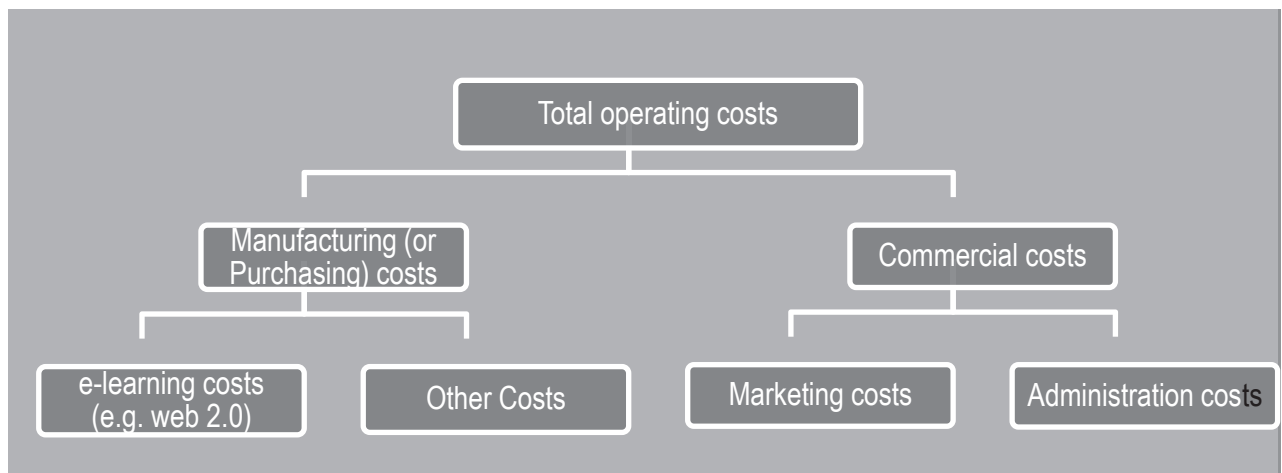 Total operating costs
Manufacturing (or
Purchasing) costs
Commercial costs
e-learning costs
(e.g. web 2.0)
Other Costs
Marketing costs
Administration costs